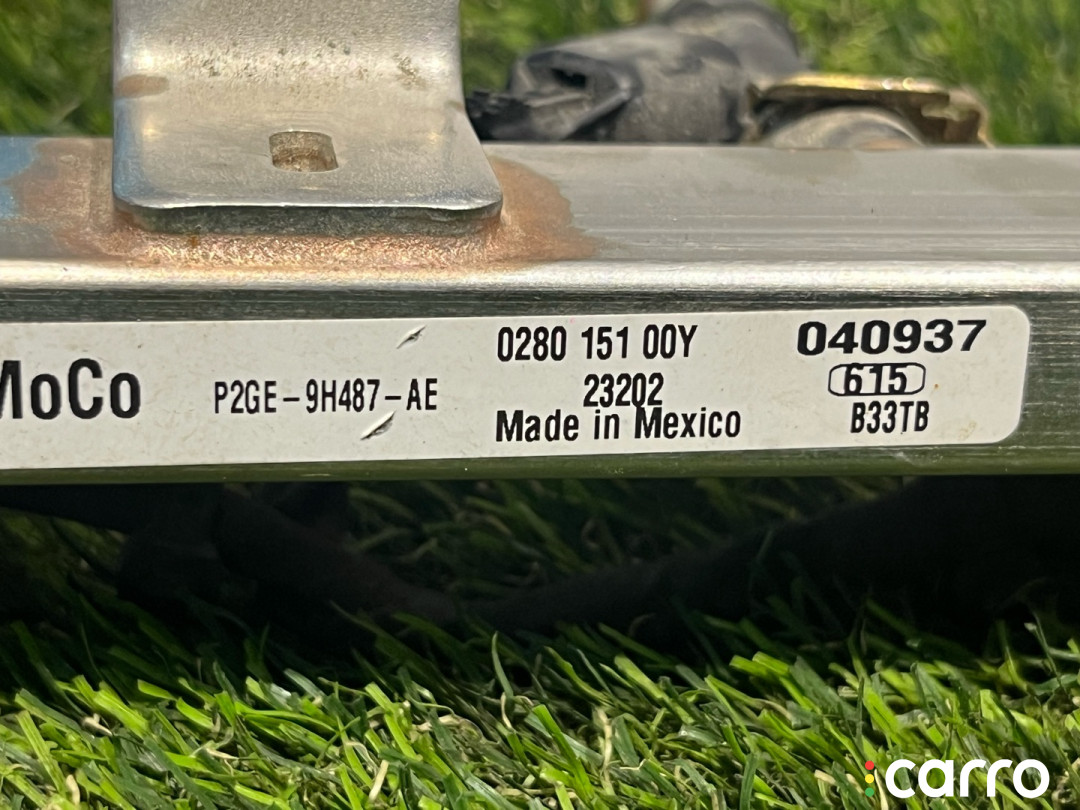 MoCo
P2GE-9H487-AE
0280 151 00Y
23202
Made in Mexico
040937
615
B33TB
carro